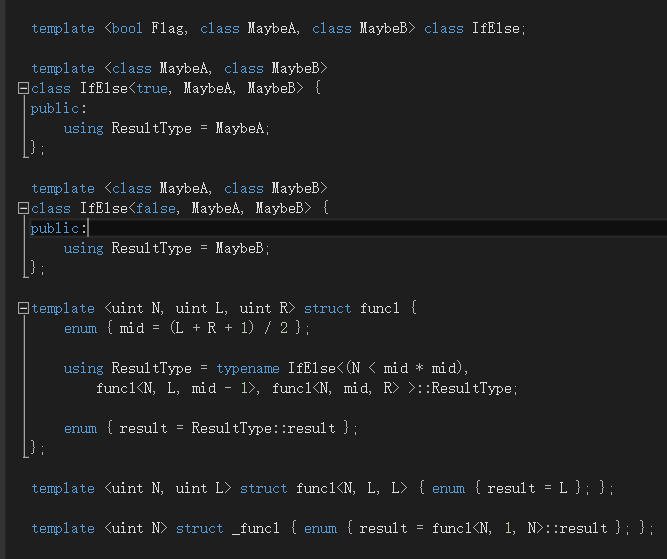 template <bool Flag, class MaybeA, class MaybeB> class IfElse;
template <class MaybeA, class MaybeB>
class IfElse<true, MaybeA, MaybeB> {
public:
using ResultType = MaybeA;
};
template <class MaybeA, class MaybeB>
class IfElse<false, MaybeA, MaybeB> {
public:
using ResultType = MaybeB;
};
template <uint N, uint L, uint R> struct func1 {
enum { mid = (L + R + 1) / 2 };
using ResultType = typename IfElse<(N < mid * mid),
func1<N, L, mid - 1>, func1<N, mid, R> >::ResultType;
enum { result = ResultType::result };
};
template <uint N, uint L> struct func1<N, L, L> { enum { result = L }; };
template <uint N> struct _func1 { enum { result = func1<N, 1, N>::result }; };